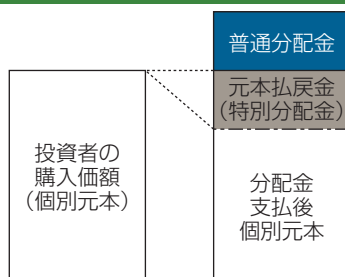 普通分配金
元本払戻金
（特別分配金）
投資者の
購入価額
（個別元本）
分配金
支払後
個別元本